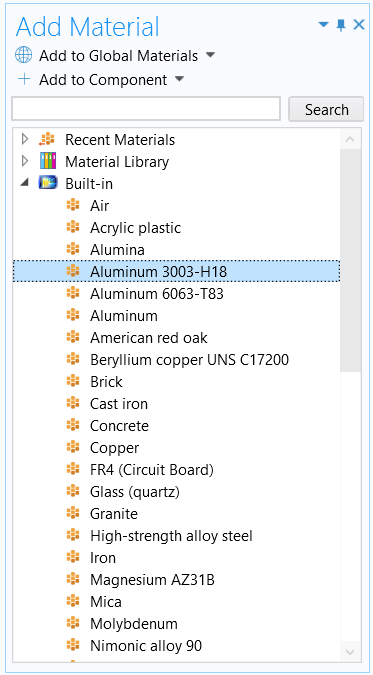 Add Material
Add to Global Materials
Add to Component
Search
Recent Materials
Material Library
Built-in
Air
Acrylic plastic
Alumina
Aluminum 3003-H18
Aluminum 6063-T83
Aluminum
American red oak
Beryllium copper UNS C17200
Brick
Cast iron
Concrete
Copper
FR4 (Circuit Board)
Glass (quartz)
Granite
High-strength alloy steel
Iron
Magnesium AZ31B
Mica
Molybdenum
Nimonic alloy 90